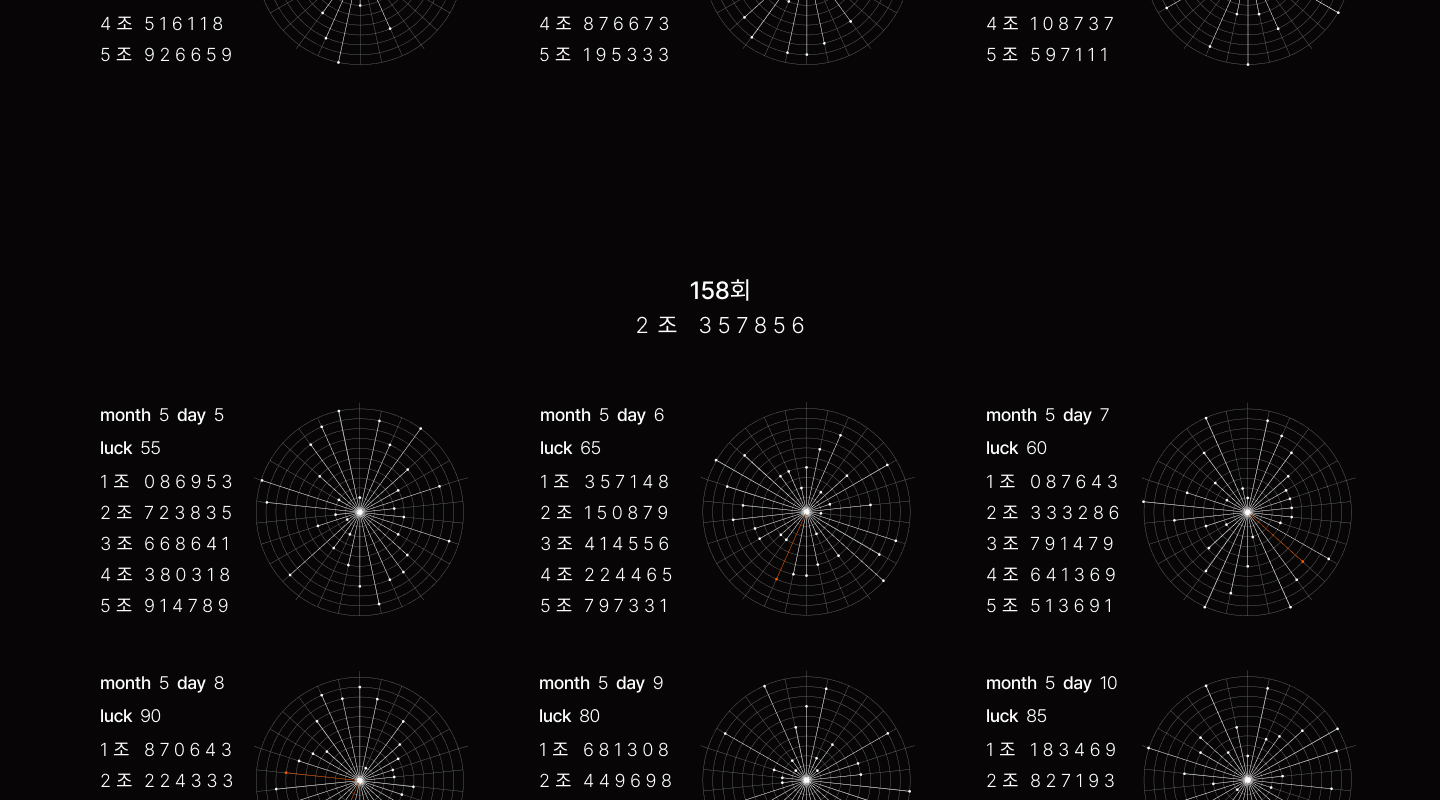 4조 516118
5조 926659
4조 876673
5조 195333
4조 108737
5조 597111
158회
2조 357856
month 5 day 5
luck 55
1조 086953
2조 723835
3조 668641
4조 380318
5조 914789
month 5 day 6
luck 65
1조 357148
2조 150879
3조 414556
4조 224465
5조 797331
month 5 day 7
luck 60
1조 087643
2조 333286
3조 791479
4조 641369
5조 513691
month 5 day 8
luck 90
1조 870643
2조 224333
month 5 day 9
luck 80
1조 681308
2조 449698
month 5 day 10
luck 85
1조 183469
2조 827193